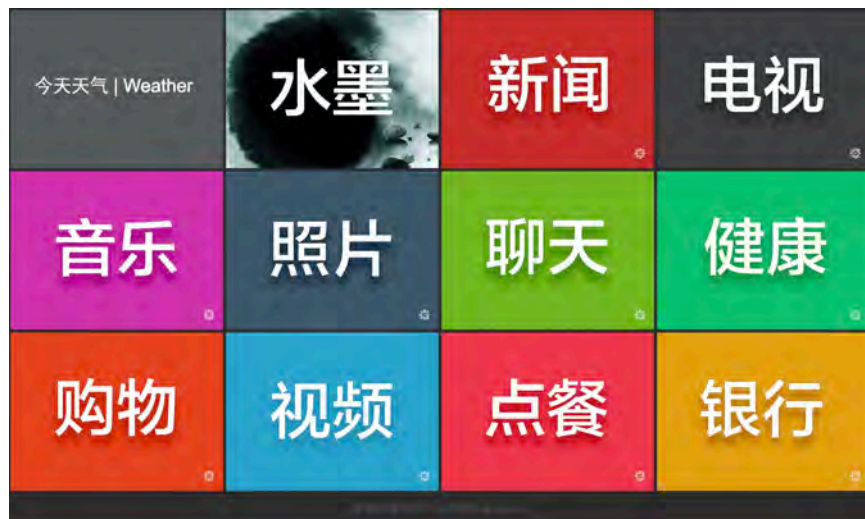 今天天气 | Weather
水墨
新闻
电视
音乐
照片
聊天
健康
购物
视频
点餐
银行